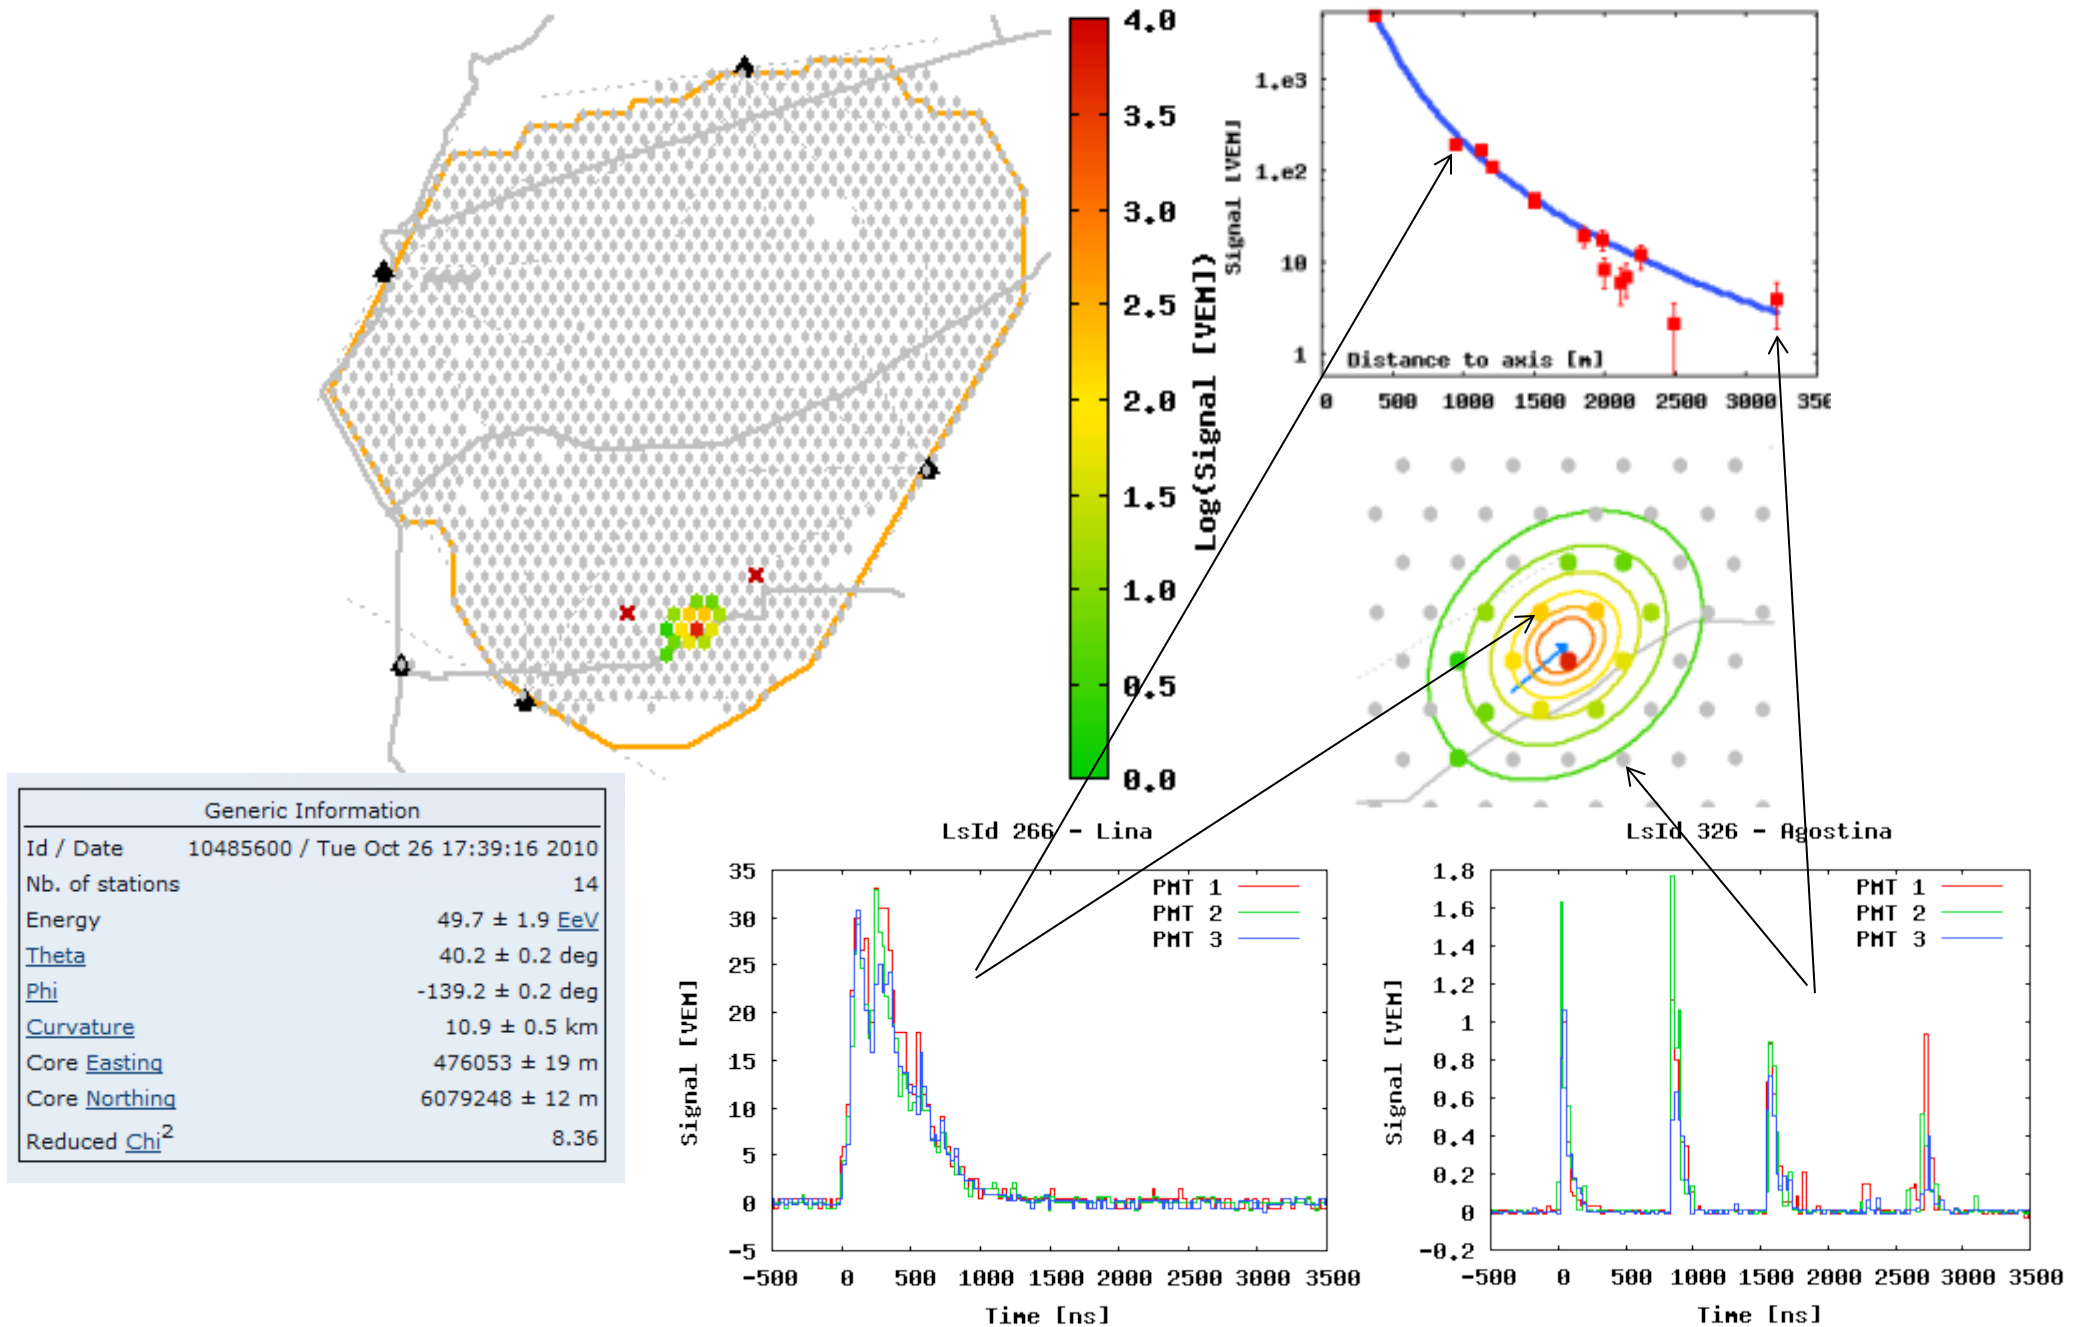 4.0
3.5
3.0
2.5
2.0
1.5
1.0
0.5
0.0
Log(Signal [VEM])
1.e3
1.e2
10
1
Signal [VEM]
Distance to axis [m]
0 500 1000 1500 2000 2500 3000 350
Generic Information
Id / Date 10485600 / Tue Oct 26 17:39:16 2010
Nb. of stations 14
Energy 49.7 ± 1.9 EeV
Theta 40.2 ± 0.2 deg
Phi -139.2 ± 0.2 deg
Curvature 10.9 ± 0.5 km
Core Easting 476053 ± 19 m
Core Northing 6079248 ± 12 m
Reduced Chi2 8.36
LsId 266 - Lina
35
30
25
20
15
10
5
0
-5
Signal [VEM]
PMT 1
PMT 2
PMT 3
-500 0 500 1000 1500 2000 2500 3000 3500
Time [ns]
LsId 326 - Agostina
1.8
1.6
1.4
1.2
1
0.8
0.6
0.4
0.2
0
-0.2
Signal [VEM]
PMT 1
PMT 2
PMT 3
-500 0 500 1000 1500 2000 2500 3000 3500
Time [ns]